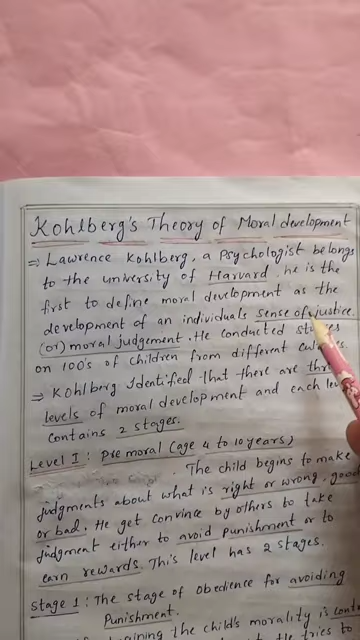 Kohlberg's Theory of Moral development
⇒ Lawrence Kohlberg, a psychologist belongs
to the university of Harvard. he is the
first to define moral development as the
development of an individuals sense of justice
(or) moral judgement. He conducted
on 100's of children from different
⇒ Kohlberg Identified that there are three
levels of moral development and each level
contains 2 stages.
Level I : pre moral (age 4 to 10 years)
The child begins to make
judgments about what is right or wrong, good
or bad. He get convince by others to take
judgment either to avoid punishment or to
earn rewards. This level has 2 stages.
Stage 1 : The stage of obedience for avoiding
Punishment.
the child's morality is
tries to